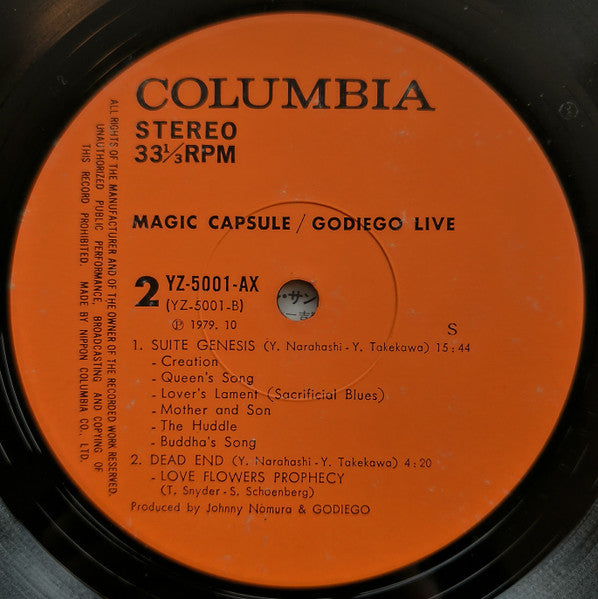 COLUMBIA
STEREO
33⅓RPM
MAGIC CAPSULE / GODIEGO LIVE
2 YZ-5001-AX
(YZ-5001-B)
Ⓟ 1979. 10
S
1. SUITE GENESIS (Y. Narahashi - Y. Takekawa) 15 : 44
- Creation
- Queen's Song
- Lover's Lament (Sacrificial Blues)
- Mother and Son
- The Huddle
- Buddha's Song
2. DEAD END (Y. Narahashi - Y. Takekawa) 4 : 20
- LOVE FLOWERS PROPHECY
(T. Snyder - S. Schoenberg)
Produced by Johnny Nomura & GODIEGO
ALL RIGHTS OF THE MANUFACTURER AND OF THE OWNER OF THE RECORDED WORK RESERVED.
UNAUTHORIZED PUBLIC PERFORMANCE, BROADCASTING AND COPYING OF
THIS RECORD PROHIBITED. MADE BY NIPPON COLUMBIA CO., LTD.